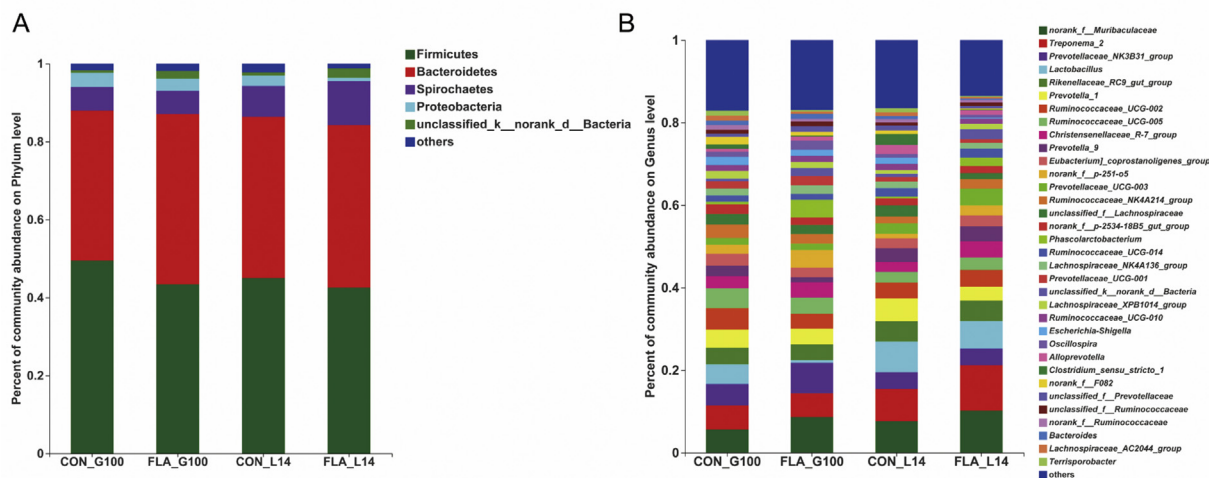 A
Percent of community abundance on Phylum level
1
0.8
0.6
0.4
0.2
0
CON_G100
FLA_G100
CON_L14
FLA_L14
Firmicutes
Bacteroidetes
Spirochaetes
Proteobacteria
unclassified_k__norank_d__Bacteria
others
B
Percent of community abundance on Genus level
1
0.8
0.6
0.4
0.2
0
CON_G100
FLA_G100
CON_L14
FLA_L14
norank_f__Muribaculaceae
Treponema_2
Prevotellaceae_NK3B31_group
Lactobacillus
Rikenellaceae_RC9_gut_group
Prevotella_1
Ruminococcaceae_UCG-002
Ruminococcaceae_UCG-005
Christensenellaceae_R-7_group
Prevotella_9
Eubacterium]_coprostanoligenes_group
norank_f__p-251-o5
Prevotellaceae_UCG-003
Ruminococcaceae_NK4A214_group
unclassified_f__Lachnospiraceae
norank_f__p-2534-18B5_gut_group
Phascolarctobacterium
Ruminococcaceae_UCG-014
Lachnospiraceae_NK4A136_group
Prevotellaceae_UCG-001
unclassified_k__norank_d__Bacteria
Lachnospiraceae_XPB1014_group
Ruminococcaceae_UCG-010
Escherichia-Shigella
Oscillospira
Alloprevotella
Clostridium_sensu_stricto_1
norank_f__F082
unclassified_f__Prevotellaceae
unclassified_f__Ruminococcaceae
norank_f__Ruminococcaceae
Bacteroides
Lachnospiraceae_AC2044_group
Terrisporobacter
others